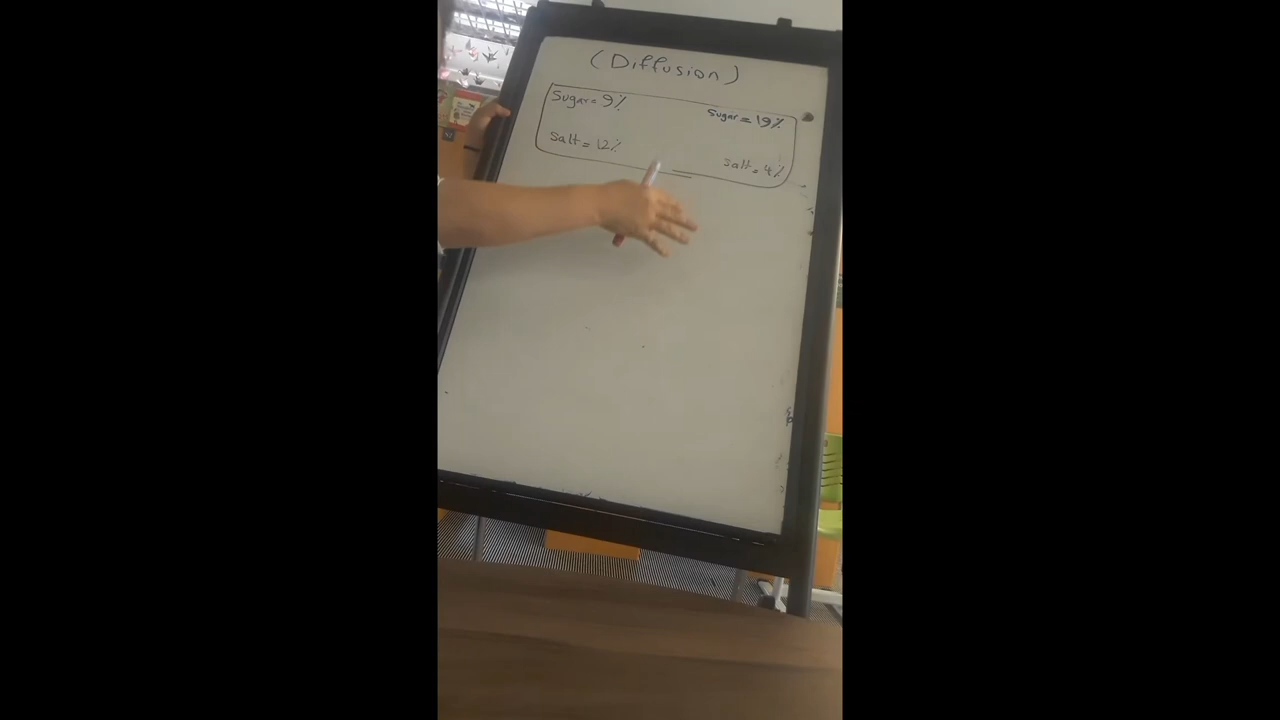 (Diffusion)
Sugar = 9%
Sugar = 19%
Salt = 12%
Salt = 4%